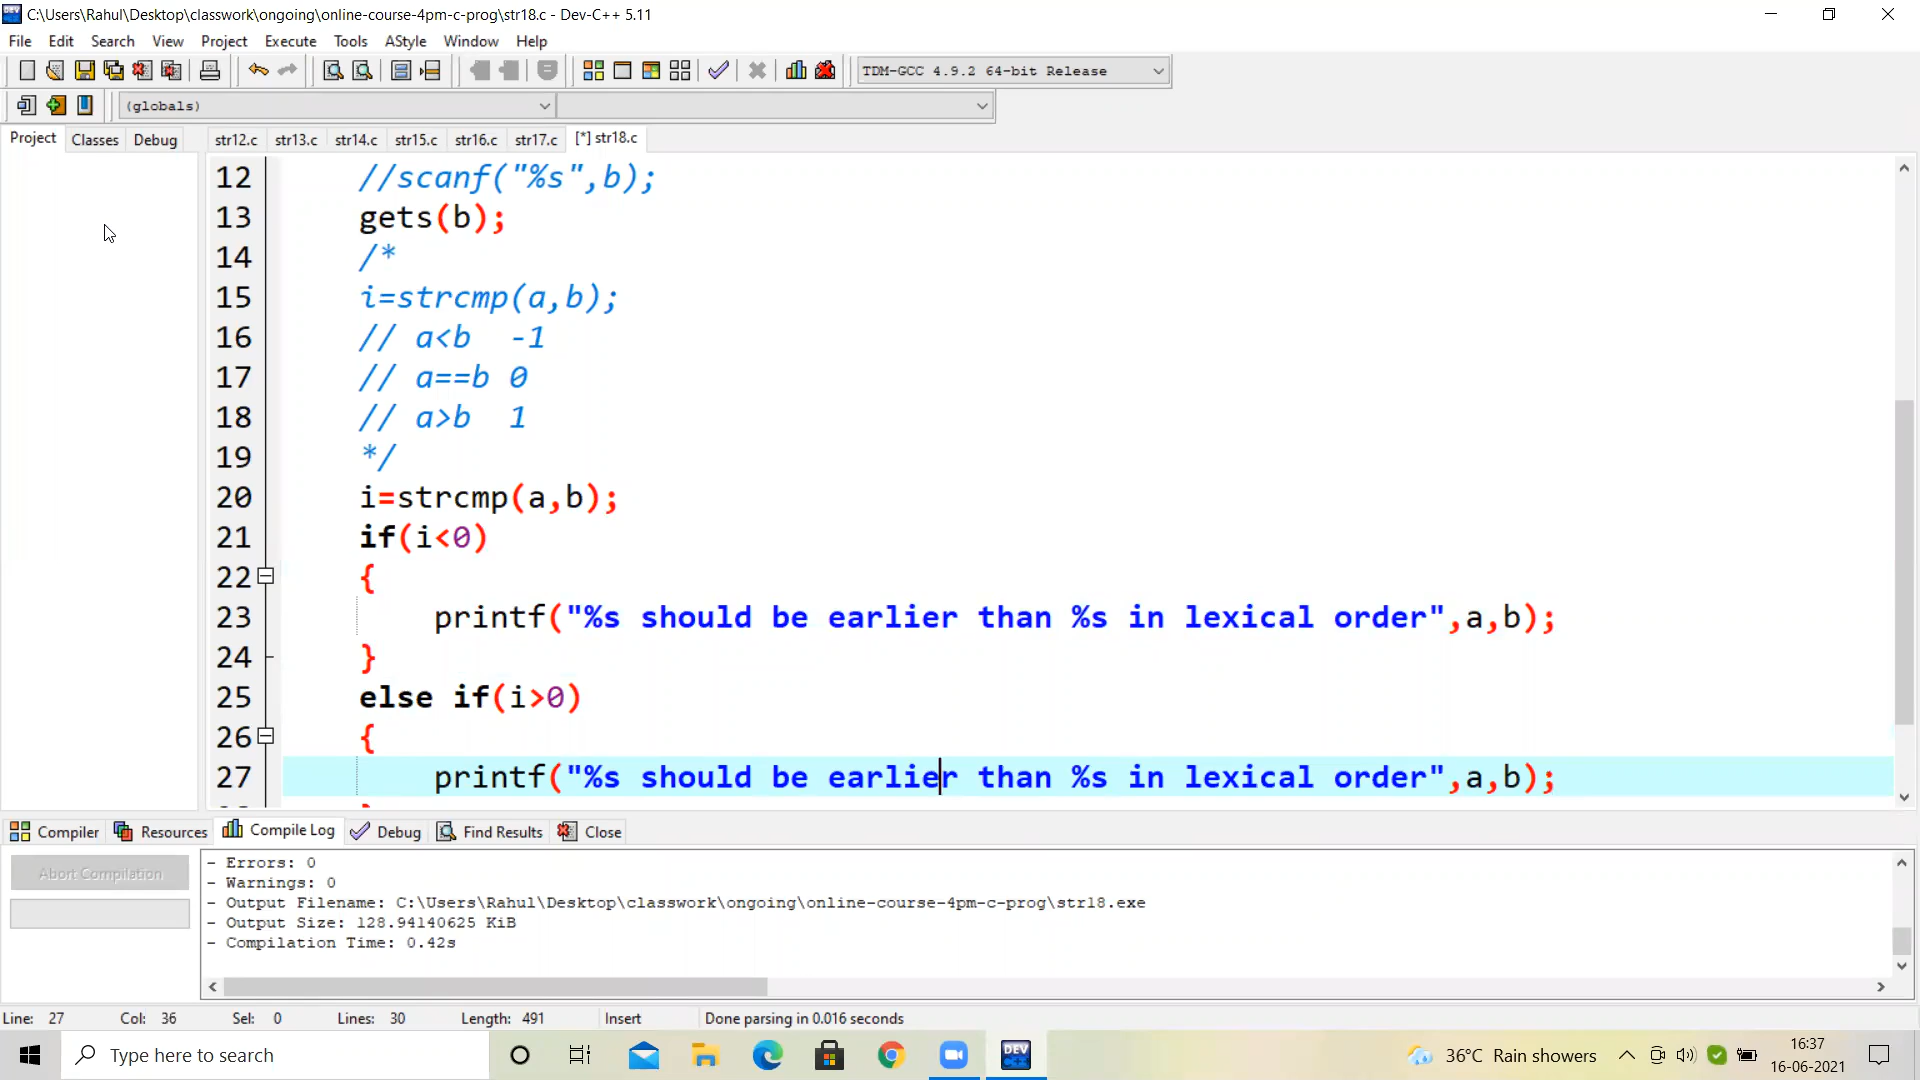 C:\Users\Rahul\Desktop\classwork\ongoing\online-course-4pm-c-prog\str18.c - Dev-C++ 5.11
File Edit Search View Project Execute Tools AStyle Window Help
TDM-GCC 4.9.2 64-bit Release
(globals)
Project Classes Debug
str12.c str13.c str14.c str15.c str16.c str17.c [*] str18.c
12 //scanf("%s",b);
13 gets(b);
14 /*
15 i=strcmp(a,b);
16 // a<b -1
17 // a==b 0
18 // a>b 1
19 */
20 i=strcmp(a,b);
21 if(i<0)
22 {
23 printf("%s should be earlier than %s in lexical order",a,b);
24 }
25 else if(i>0)
26 {
27 printf("%s should be earlier than %s in lexical order",a,b);
Compiler Resources Compile Log Debug Find Results Close
Abort Compilation
- Errors: 0
- Warnings: 0
- Output Filename: C:\Users\Rahul\Desktop\classwork\ongoing\online-course-4pm-c-prog\str18.exe
- Output Size: 128.94140625 KiB
- Compilation Time: 0.42s
Line: 27 Col: 36 Sel: 0 Lines: 30 Length: 491 Insert Done parsing in 0.016 seconds
Type here to search
DEV
36°C Rain showers
16:37
16-06-2021